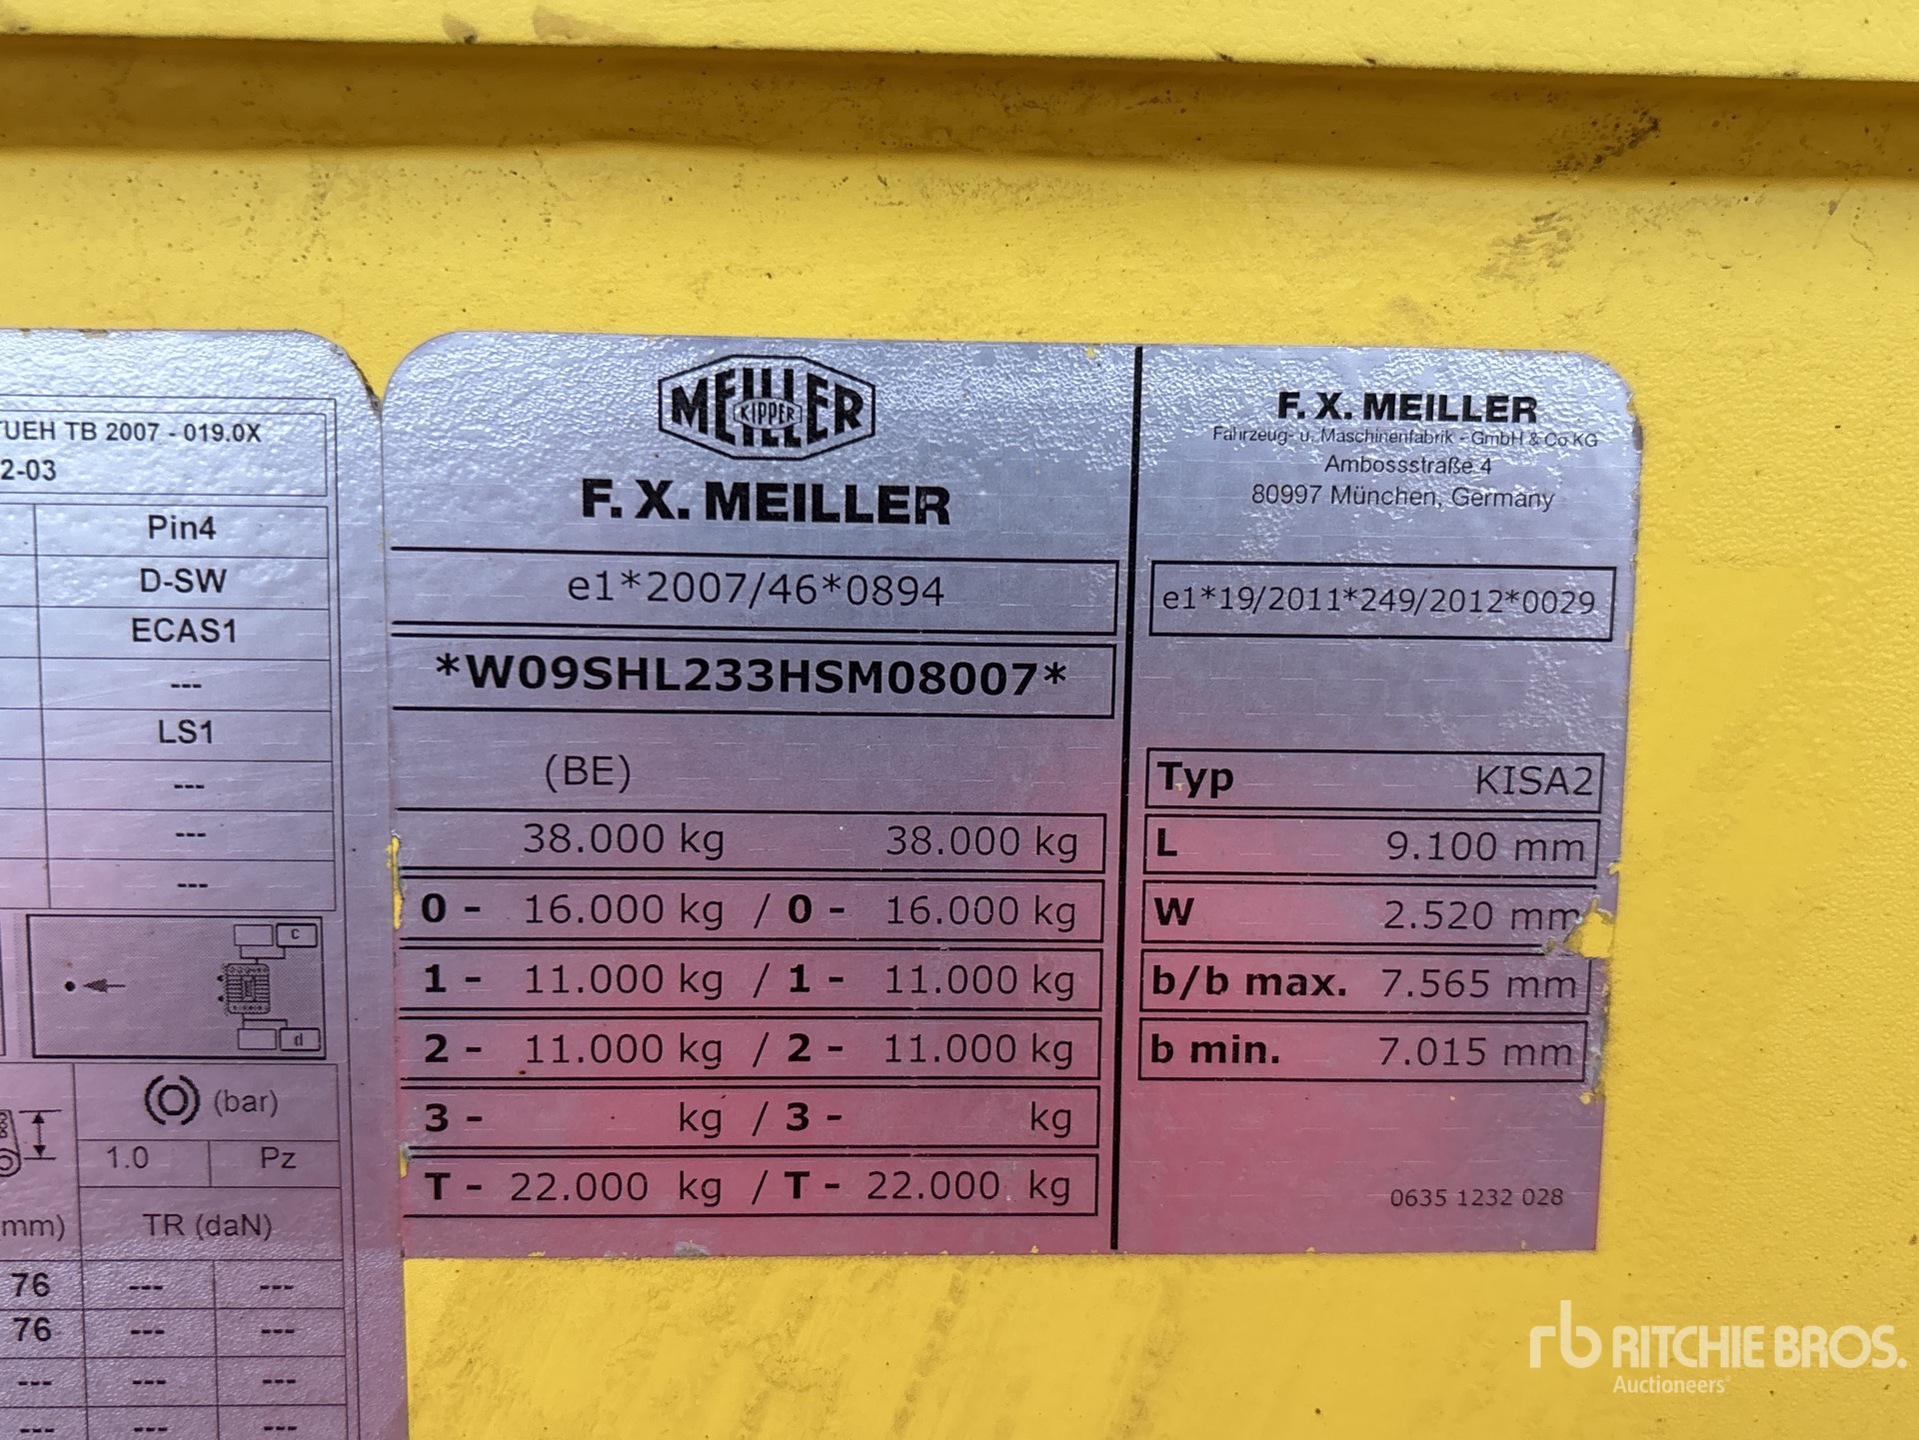 TUEH TB 2007 - 019.0X
2-03
Pin4
D-SW
ECAS1
---
LS1
---
---
---
c
d
(bar)
1.0 Pz
mm) TR (daN)
76 --- ---
76 --- ---
--- --- ---
--- --- ---
MEILLER
KIPPER
F. X. MEILLER
e1*2007/46*0894
*W09SHL233HSM08007*
(BE)
38.000 kg 38.000 kg
0 - 16.000 kg / 0 - 16.000 kg
1 - 11.000 kg / 1 - 11.000 kg
2 - 11.000 kg / 2 - 11.000 kg
3 - kg / 3 - kg
T - 22.000 kg / T - 22.000 kg
F. X. MEILLER
Fahrzeug- u. Maschinenfabrik - GmbH & Co KG
Ambossstraße 4
80997 München, Germany
e1*19/2011*249/2012*0029
Typ KISA2
L 9.100 mm
W 2.520 mm
b/b max. 7.565 mm
b min. 7.015 mm
0635 1232 028
rb RITCHIE BROS.
Auctioneers